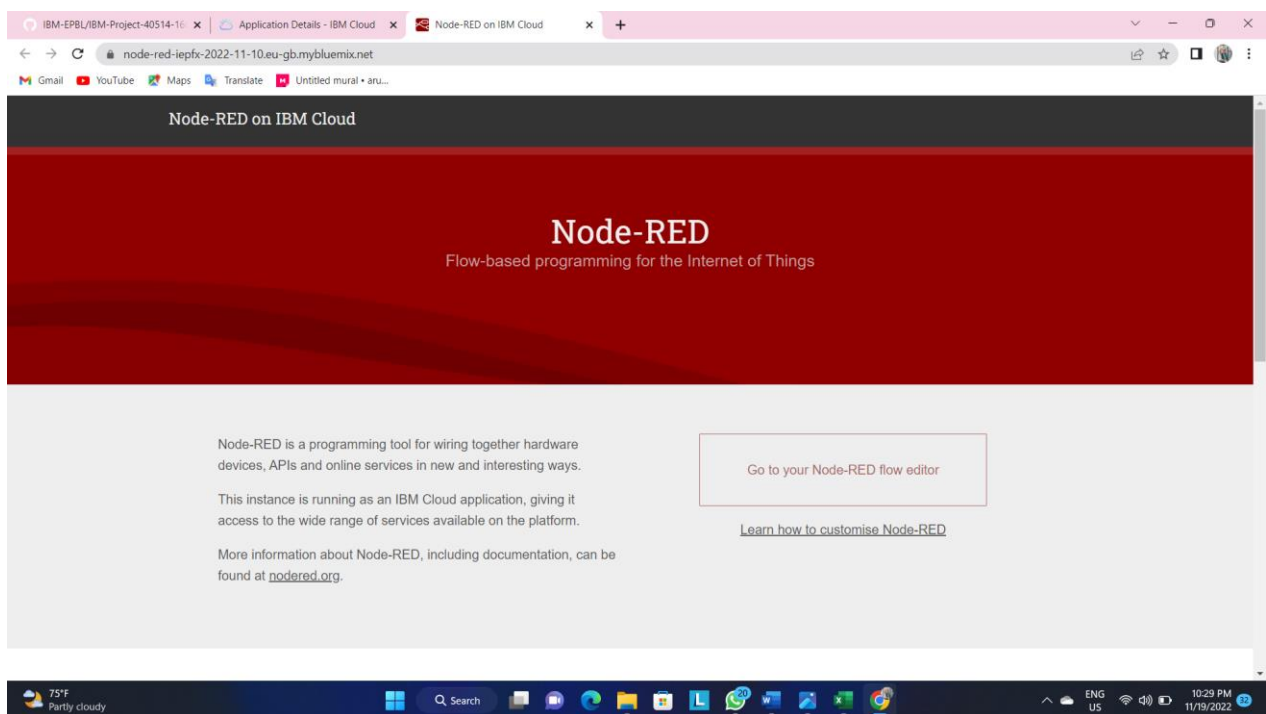 IBM-EPBL/IBM-Project-40514-16
Application Details - IBM Cloud
Node-RED on IBM Cloud
node-red-iepfx-2022-11-10.eu-gb.mybluemix.net
Gmail
YouTube
Maps
Translate
Untitled mural • aru...
Node-RED on IBM Cloud
Node-RED
Flow-based programming for the Internet of Things
Node-RED is a programming tool for wiring together hardware
devices, APIs and online services in new and interesting ways.
This instance is running as an IBM Cloud application, giving it
access to the wide range of services available on the platform.
More information about Node-RED, including documentation, can be
found at nodered.org.
Go to your Node-RED flow editor
Learn how to customise Node-RED
75°F
Partly cloudy
Search
L
20
ENG
US
10:29 PM
11/19/2022
32